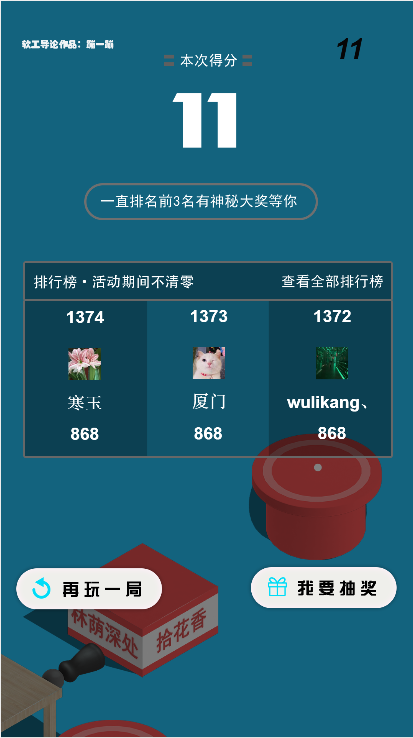 软工导论作品：蹦一蹦
11
本次得分
11
一直排名前3名有神秘大奖等你
排行榜·活动期间不清零
查看全部排行榜
1374
1373
1372
寒玉
厦门
wulikang、
868
868
868
再玩一局
我要抽奖
林荫深处
拾花香